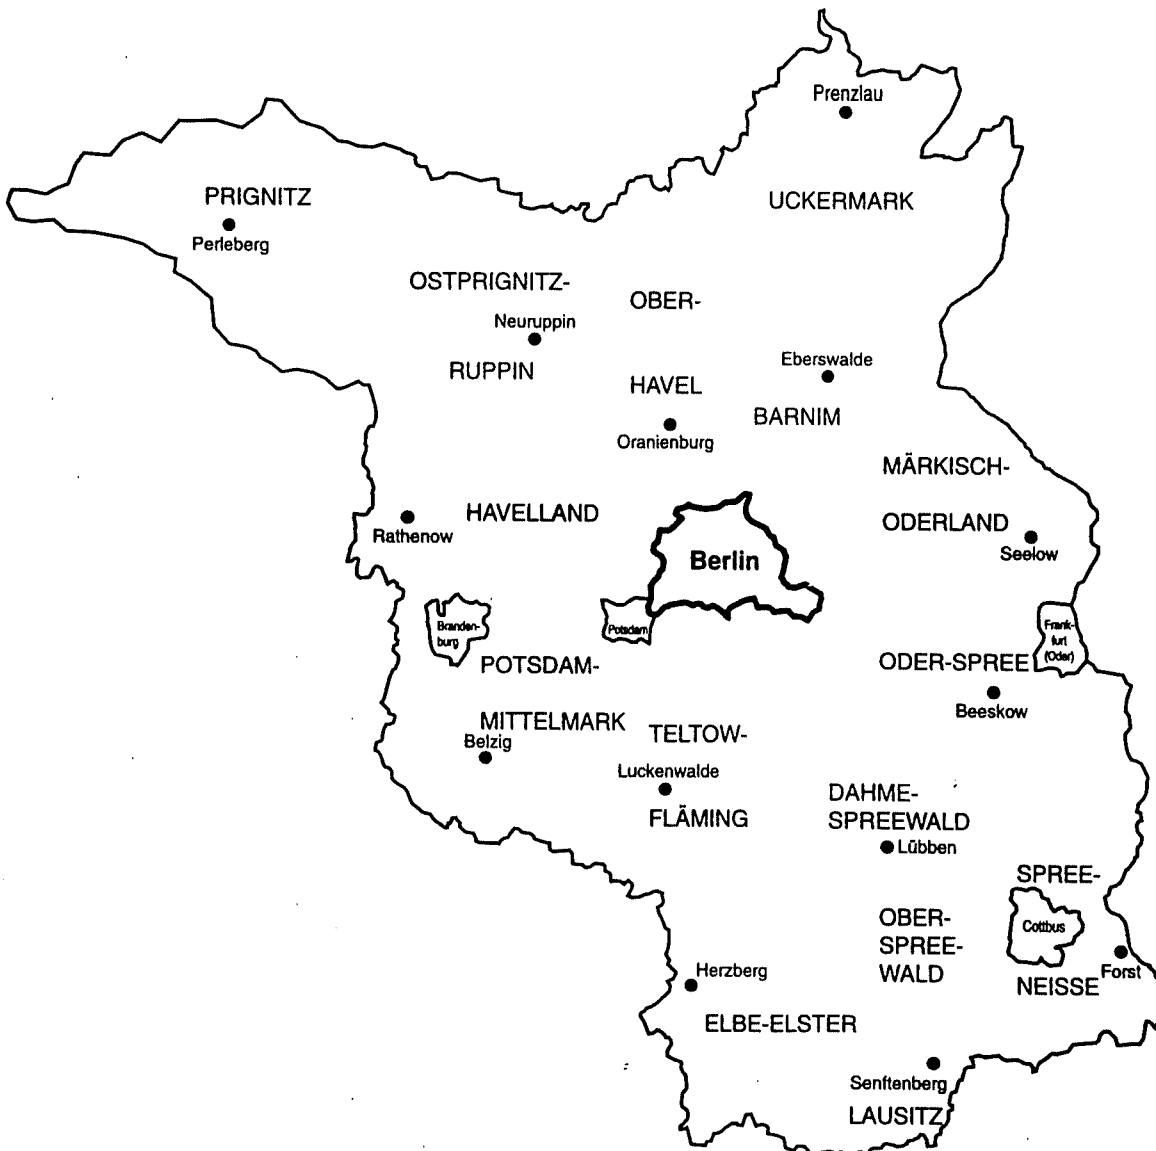 Prenzlau
PRIGNITZ
UCKERMARK
Perleberg
OSTPRIGNITZ-
OBER-
Neuruppin
RUPPIN
HAVEL
Eberswalde
BARNIM
Oranienburg
MÄRKISCH-
HAVELLAND
ODERLAND
Rathenow
Seelow
Berlin
Branden-
burg
Potsdam
Frank-
furt
(Oder)
POTSDAM-
ODER-SPREE
MITTELMARK
Beeskow
Belzig
TELTOW-
Luckenwalde
FLÄMING
DAHME-
SPREEWALD
Lübben
SPREE-
OBER-
SPREE-
WALD
Cottbus
Herzberg
NEISSE
Forst
ELBE-ELSTER
Senftenberg
LAUSITZ